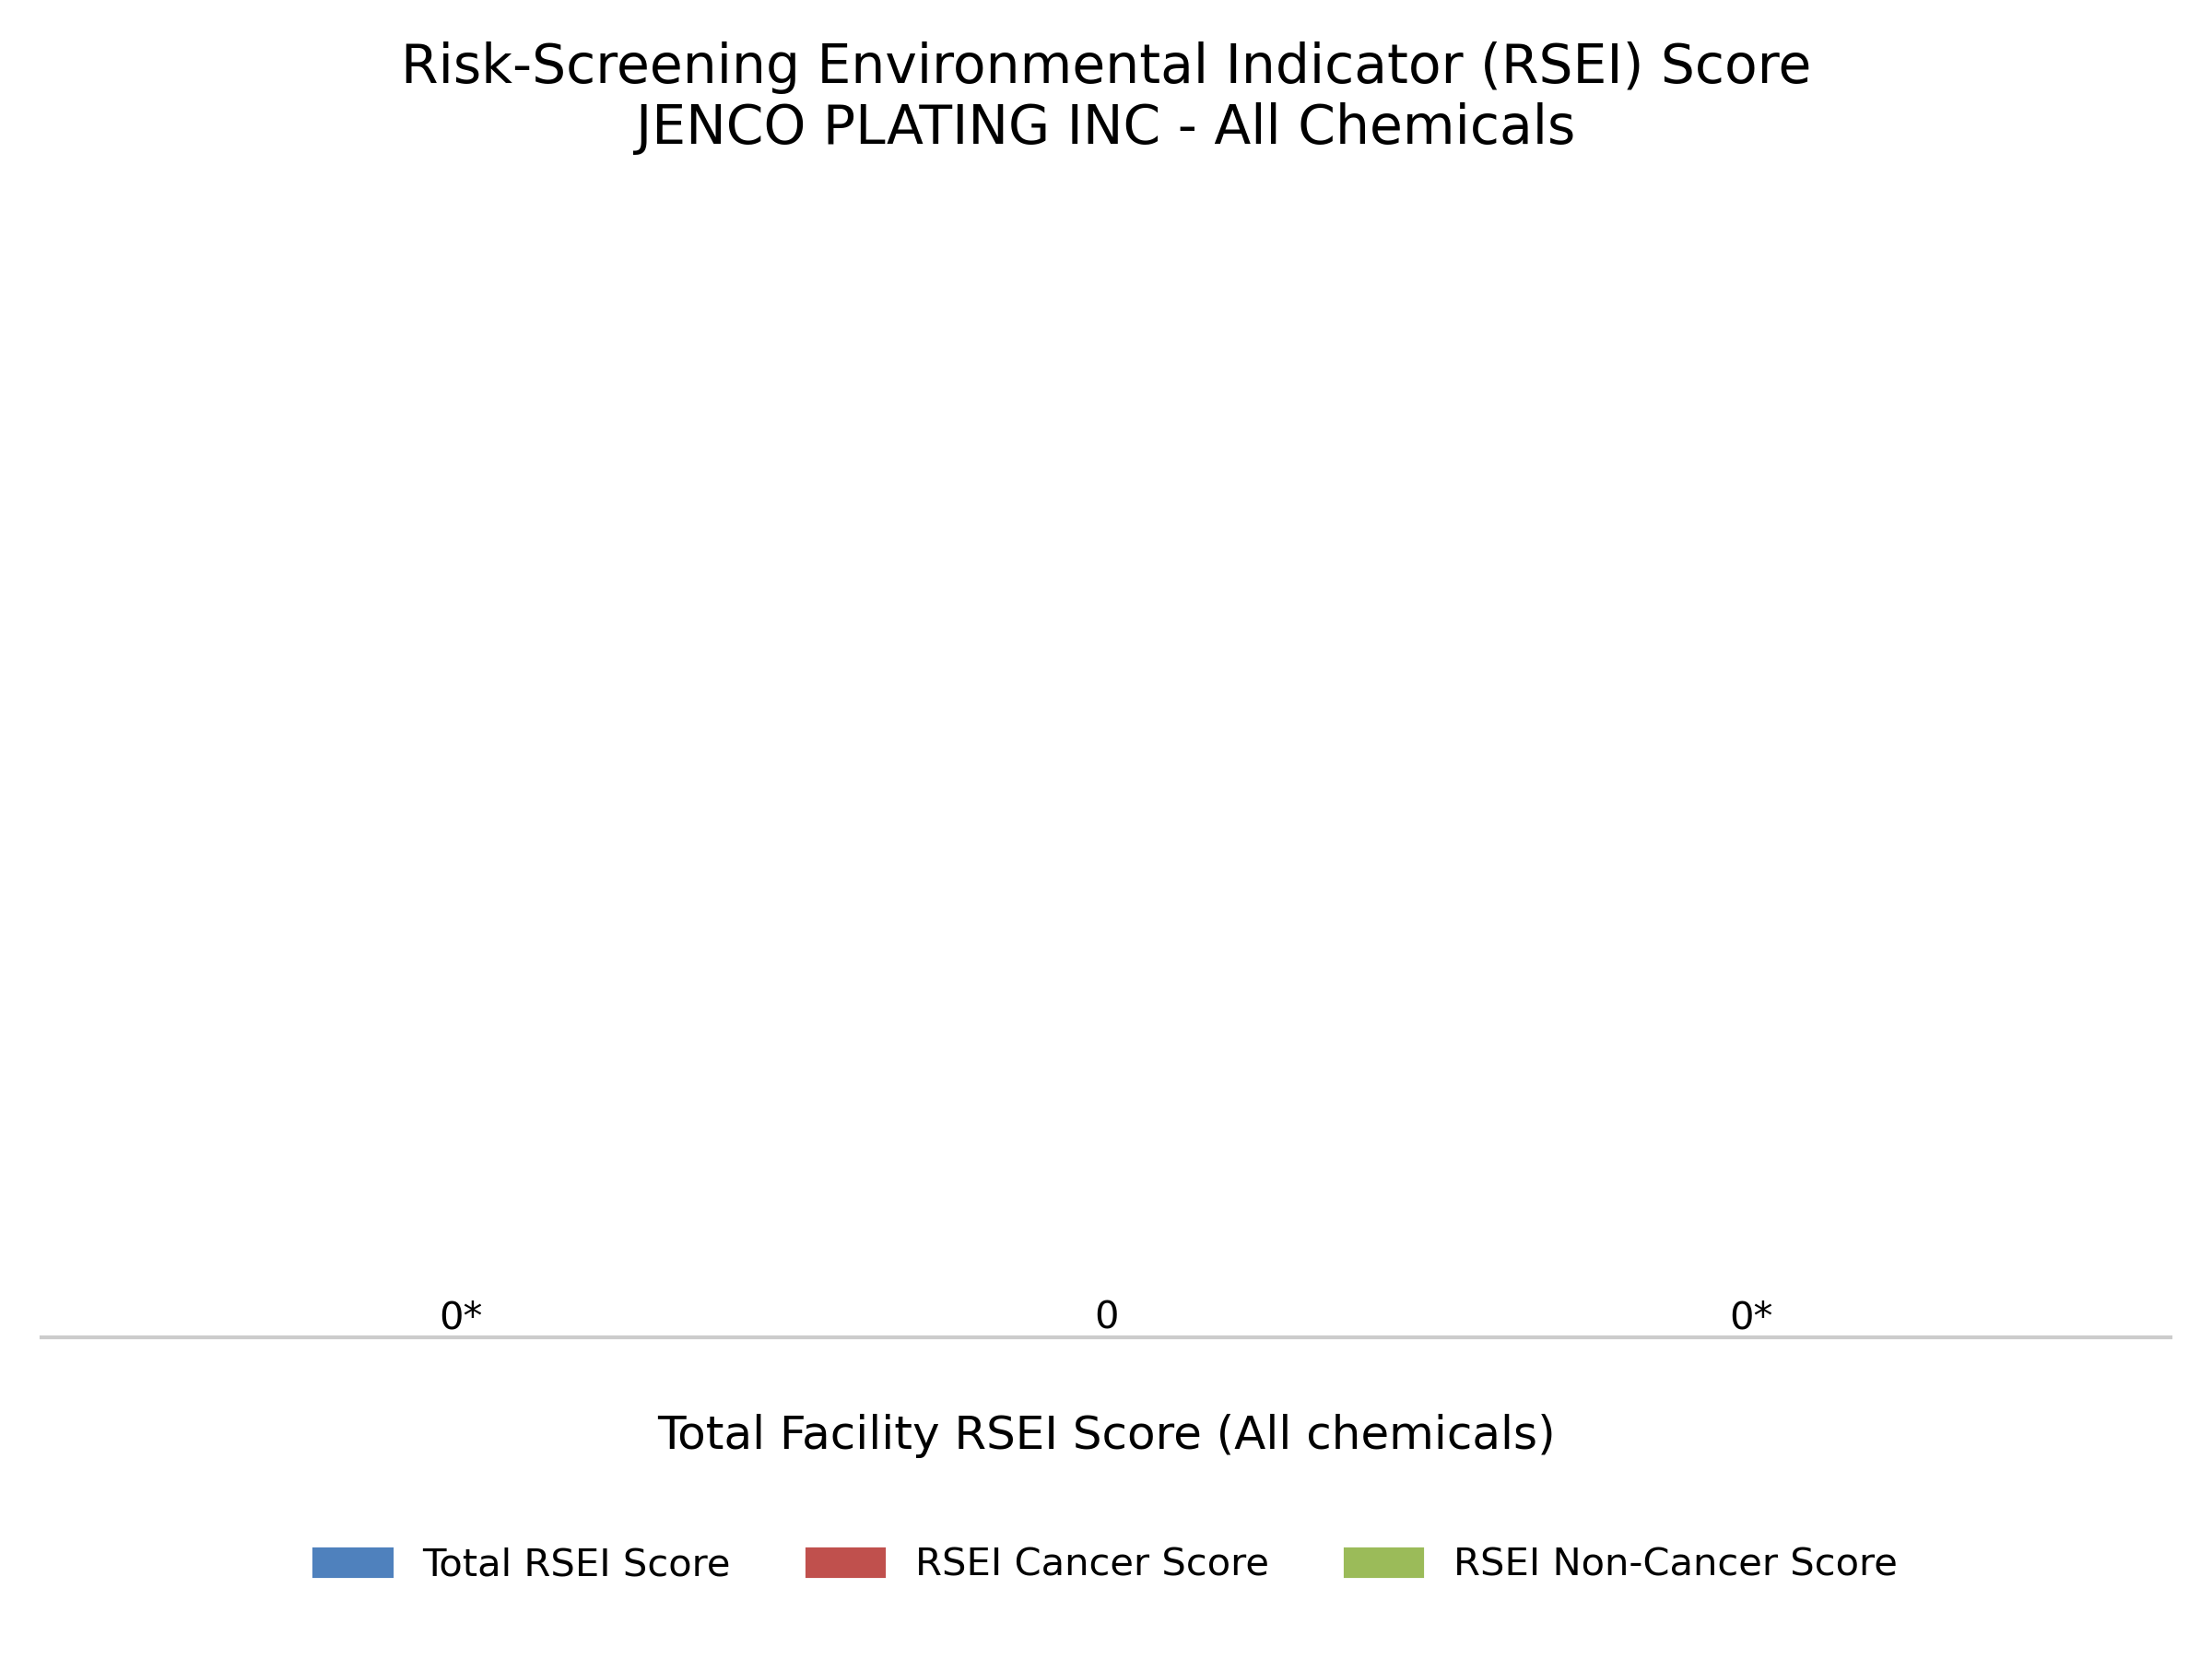 Risk-Screening Environmental Indicator (RSEI) Score
JENCO PLATING INC - All Chemicals
0* 0 0*
Total Facility RSEI Score (All chemicals)
Total RSEI Score RSEI Cancer Score RSEI Non-Cancer Score